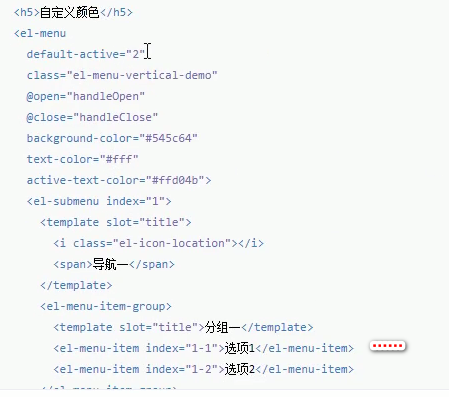 <h5>自定义颜色</h5>
<el-menu
default-active="2"
class="el-menu-vertical-demo"
@open="handleOpen"
@close="handleClose"
background-color="#545c64"
text-color="#fff"
active-text-color="#ffd04b">
<el-submenu index="1">
<template slot="title">
<i class="el-icon-location"></i>
<span>导航一</span>
</template>
<el-menu-item-group>
<template slot="title">分组一</template>
<el-menu-item index="1-1">选项1</el-menu-item>
<el-menu-item index="1-2">选项2</el-menu-item>
</el-menu-item-group>